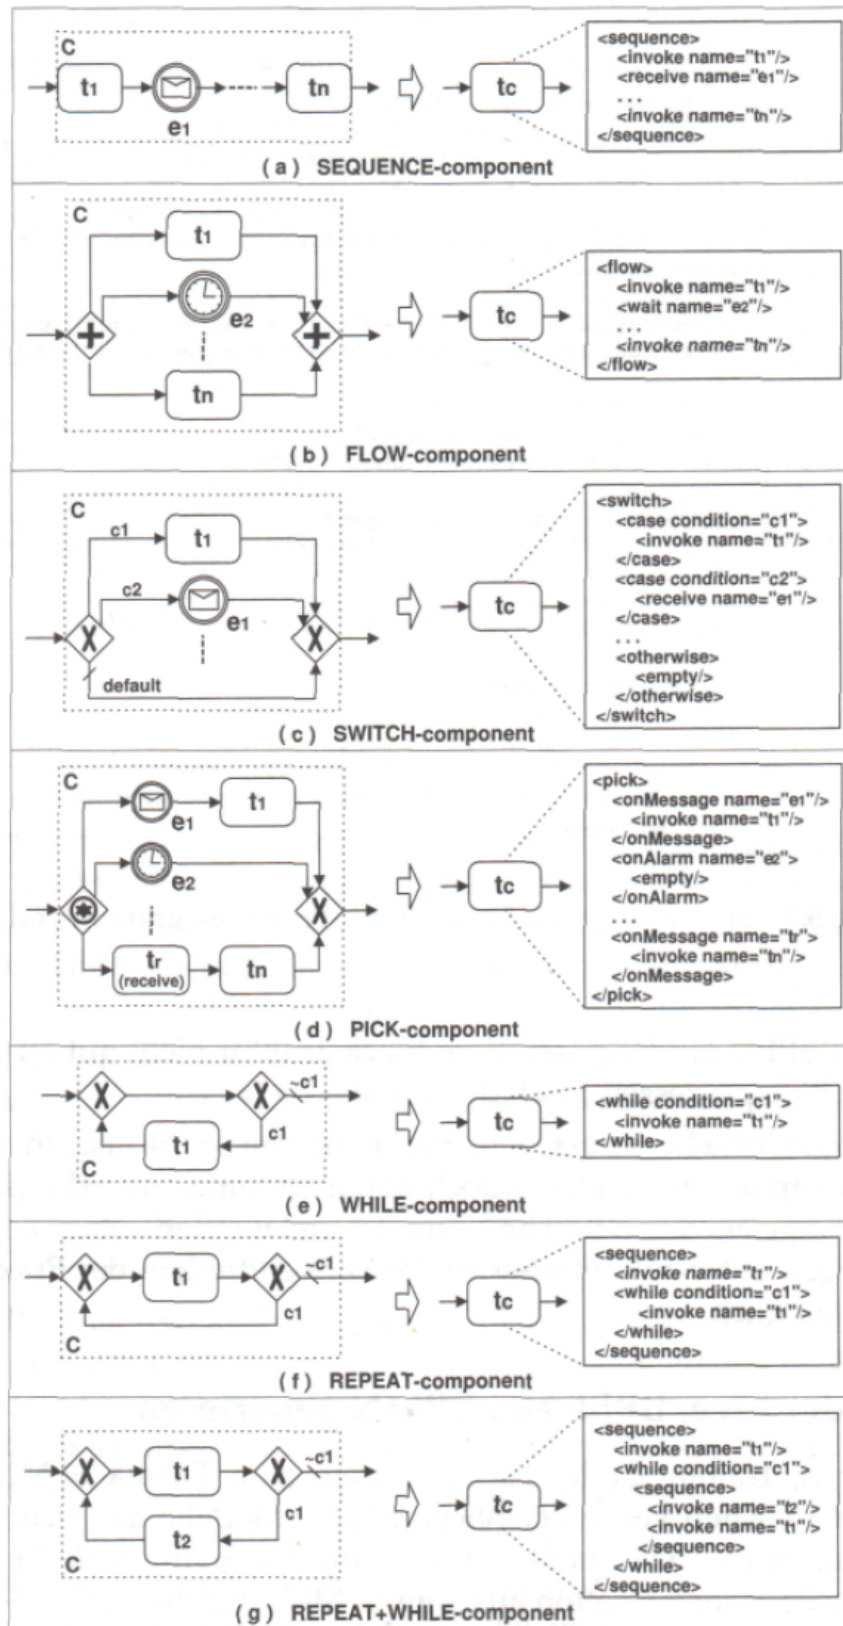 C
t1
e1
tn
tc
<sequence>
<invoke name="t1"/>
<receive name="e1"/>
...
<invoke name="tn"/>
</sequence>
( a ) SEQUENCE-component
C
t1
e2
tn
tc
<flow>
<invoke name="t1"/>
<wait name="e2"/>
...
<invoke name="tn"/>
</flow>
( b ) FLOW-component
C
c1
t1
c2
e1
default
tc
<switch>
<case condition="c1">
<invoke name="t1"/>
</case>
<case condition="c2">
<receive name="e1"/>
</case>
...
<otherwise>
<empty/>
</otherwise>
</switch>
( c ) SWITCH-component
C
e1
t1
e2
tr
(receive)
tn
tc
<pick>
<onMessage name="e1"/>
<invoke name="t1"/>
</onMessage>
<onAlarm name="e2">
<empty/>
</onAlarm>
...
<onMessage name="tr">
<invoke name="tn"/>
</onMessage>
</pick>
( d ) PICK-component
~c1
c1
t1
C
tc
<while condition="c1">
<invoke name="t1"/>
</while>
( e ) WHILE-component
t1
~c1
c1
C
tc
<sequence>
<invoke name="t1"/>
<while condition="c1">
<invoke name="t1"/>
</while>
</sequence>
( f ) REPEAT-component
t1
~c1
c1
t2
C
tc
<sequence>
<invoke name="t1"/>
<while condition="c1">
<sequence>
<invoke name="t2"/>
<invoke name="t1"/>
</sequence>
</while>
</sequence>
( g ) REPEAT+WHILE-component